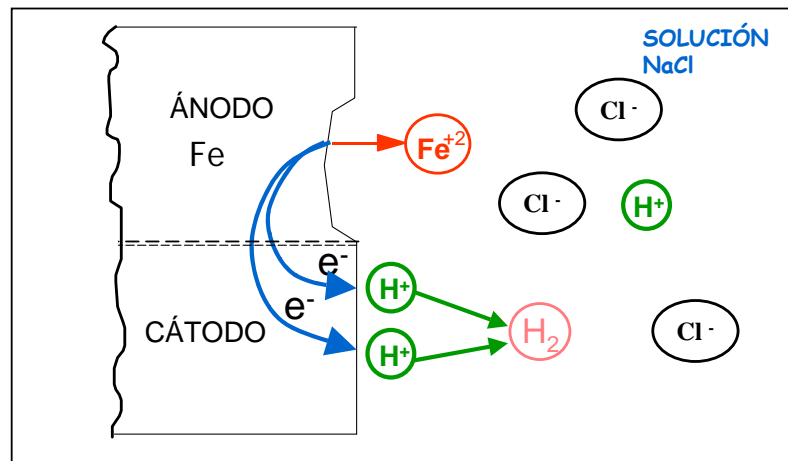 SOLUCIÓN
NaCl
ÁNODO
Fe
Fe+2
Cl -
Cl -
H+
e-
e-
H+
CÁTODO
H+
H2
Cl -